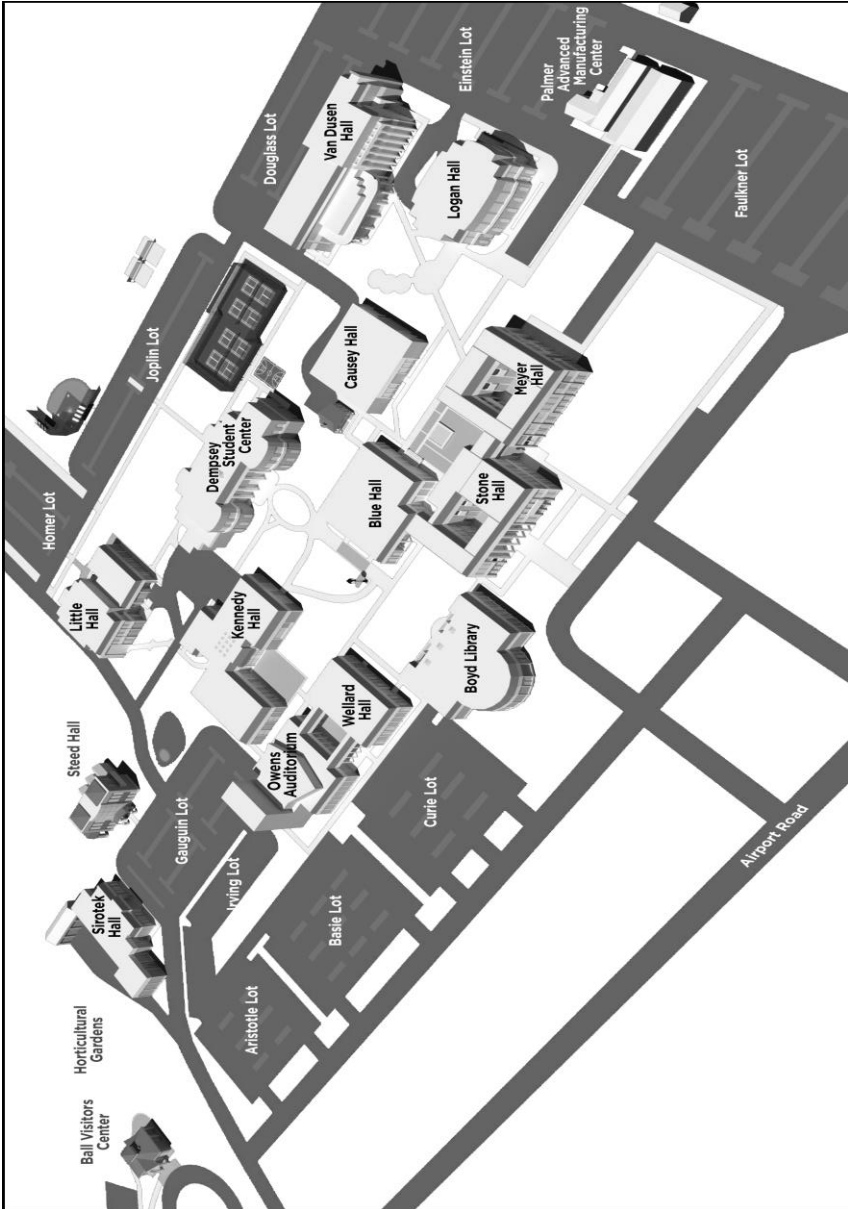 Homer Lot
Steed Hall
Little
Hall
Ball Visitors
Center
Horticultural
Gardens
Sirotek
Hall
Joplin Lot
Gauguin Lot
Dempsey
Student
Center
Irving Lot
Kennedy Hall
Aristotle Lot
Douglass Lot
Owens
Auditorium
Van Dusen
Hall
Basie Lot
Wellard Hall
Causey Hall
Blue Hall
Curie Lot
Logan Hall
Einstein Lot
Boyd Library
Stone
Hall
Meyer
Hall
Palmer
Advanced
Manufacturing
Center
Faulkner Lot
Airport Road